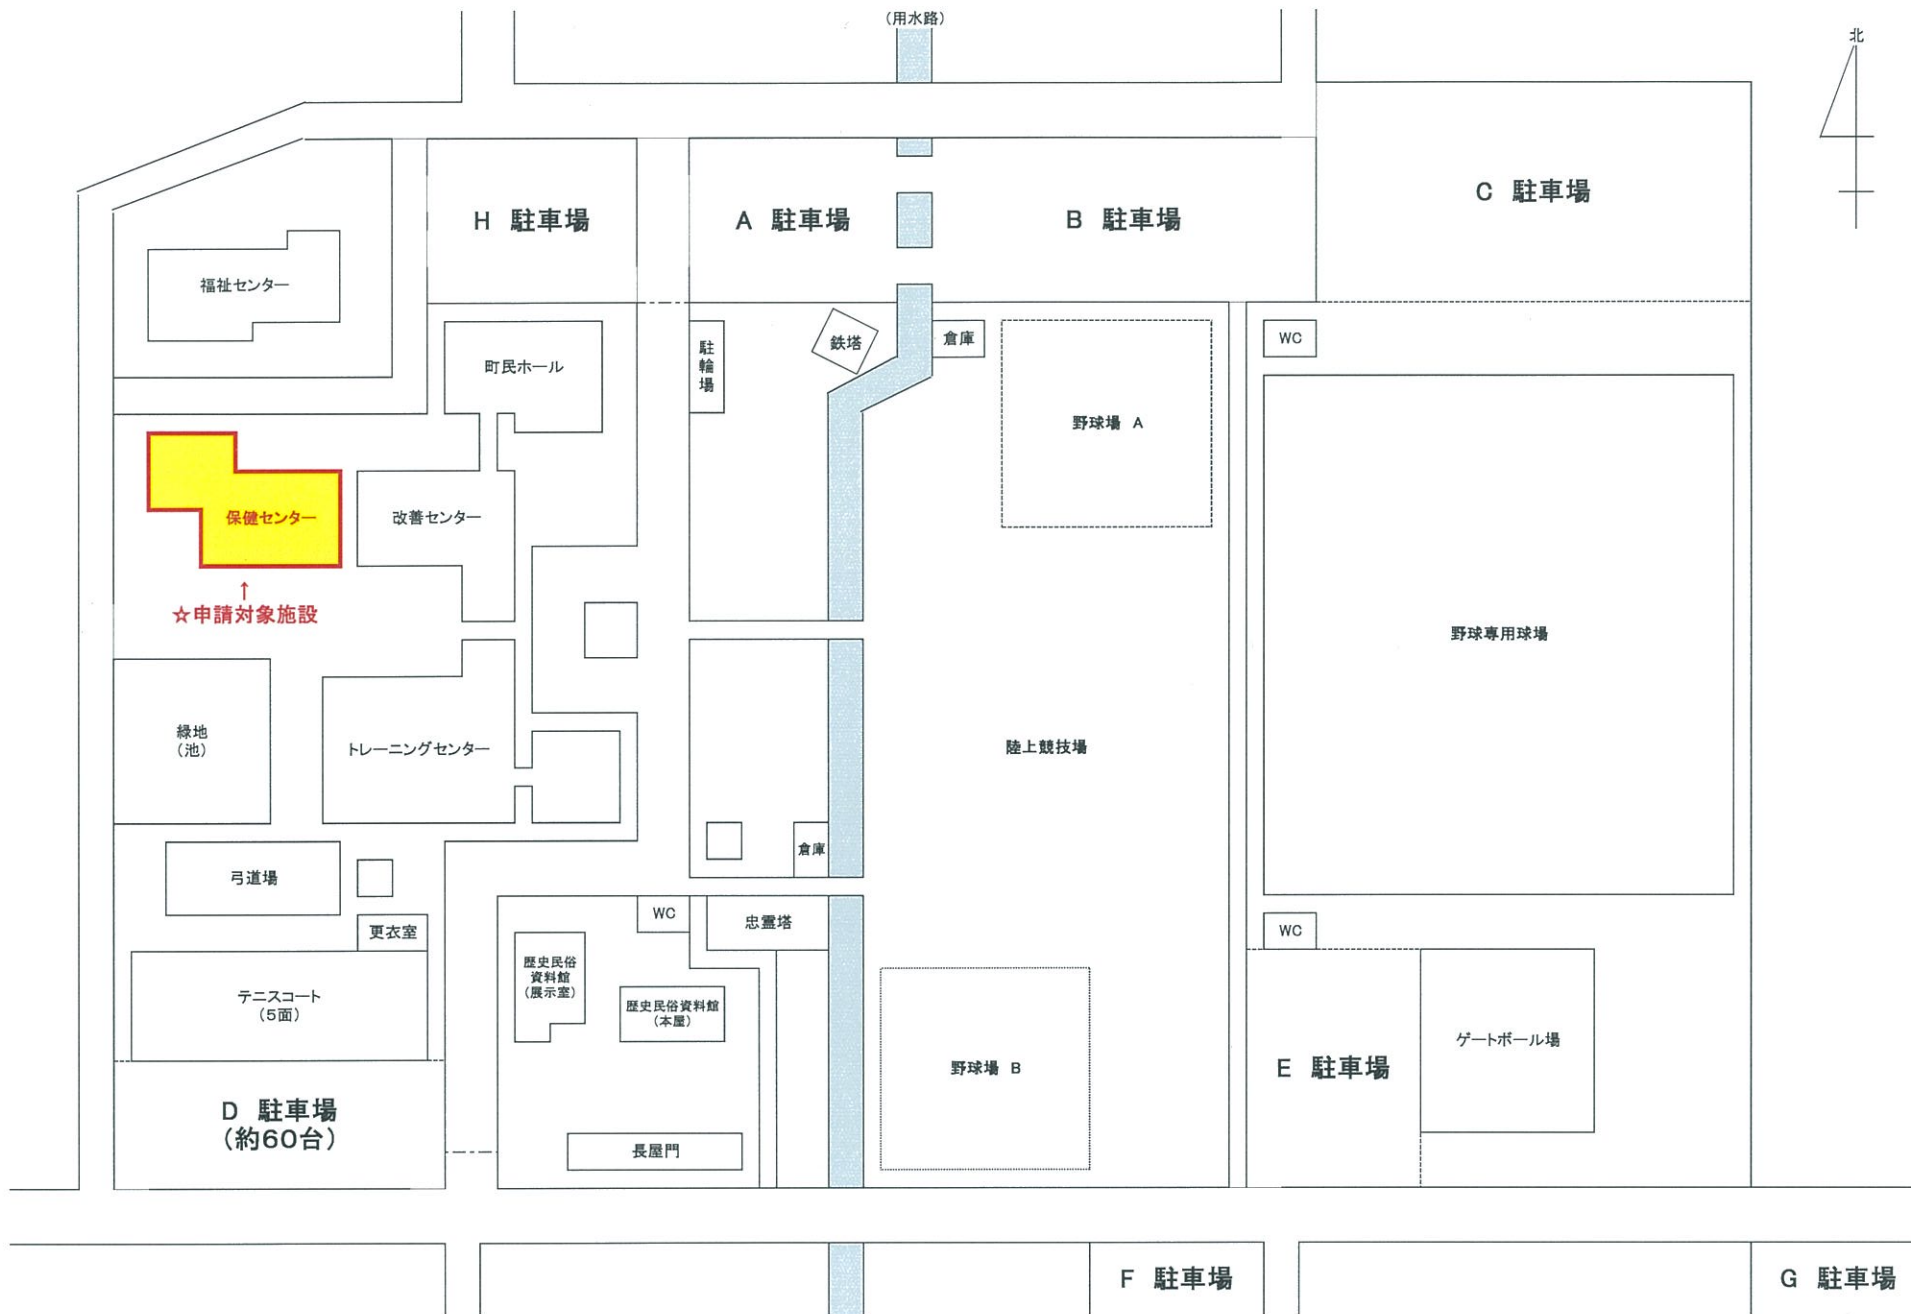 （用水路）
北
H 駐車場
A 駐車場
B 駐車場
C 駐車場
福祉センター
町民ホール
駐輪場
鉄塔
倉庫
WC
野球場 A
保健センター
改善センター
↑
☆申請対象施設
野球専用球場
緑地
（池）
トレーニングセンター
陸上競技場
倉庫
弓道場
更衣室
WC
忠霊塔
WC
歴史民俗
資料館
（展示室）
歴史民俗資料館
（本屋）
テニスコート
（5面）
野球場 B
E 駐車場
ゲートボール場
D 駐車場
（約60台）
長屋門
F 駐車場
G 駐車場